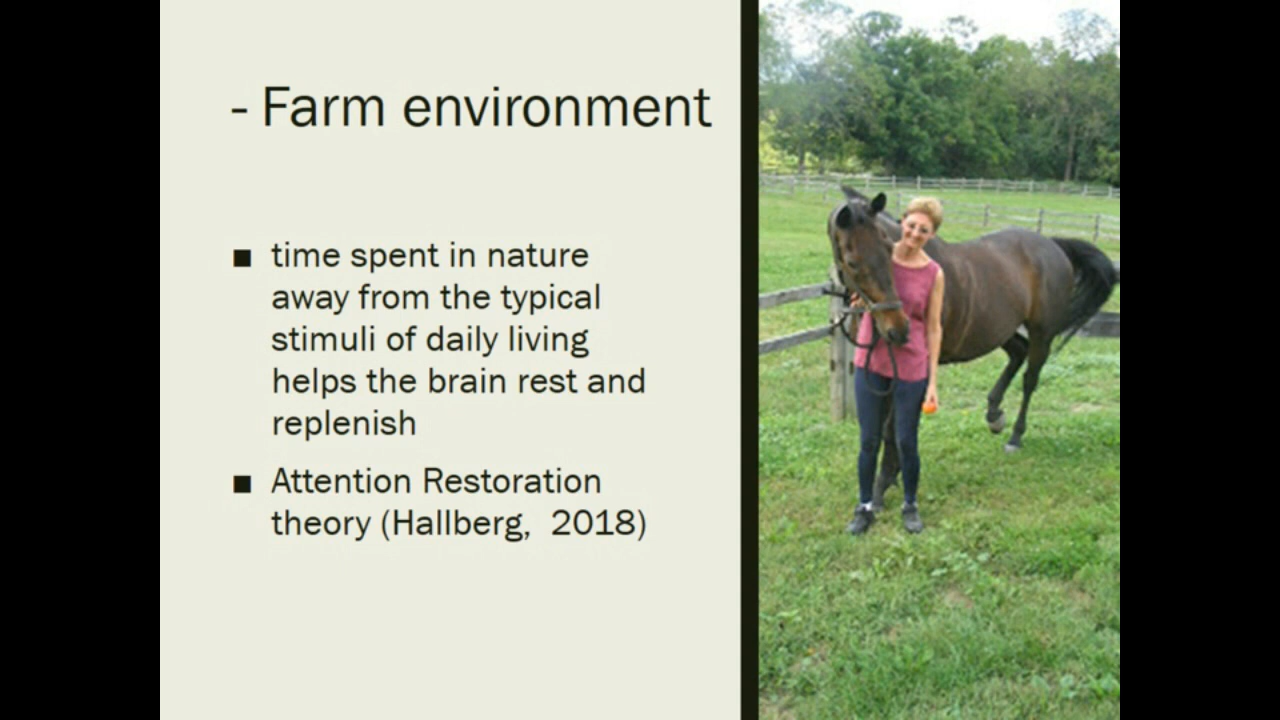 - Farm environment
■ time spent in nature
away from the typical
stimuli of daily living
helps the brain rest and
replenish
■ Attention Restoration
theory (Hallberg,  2018)